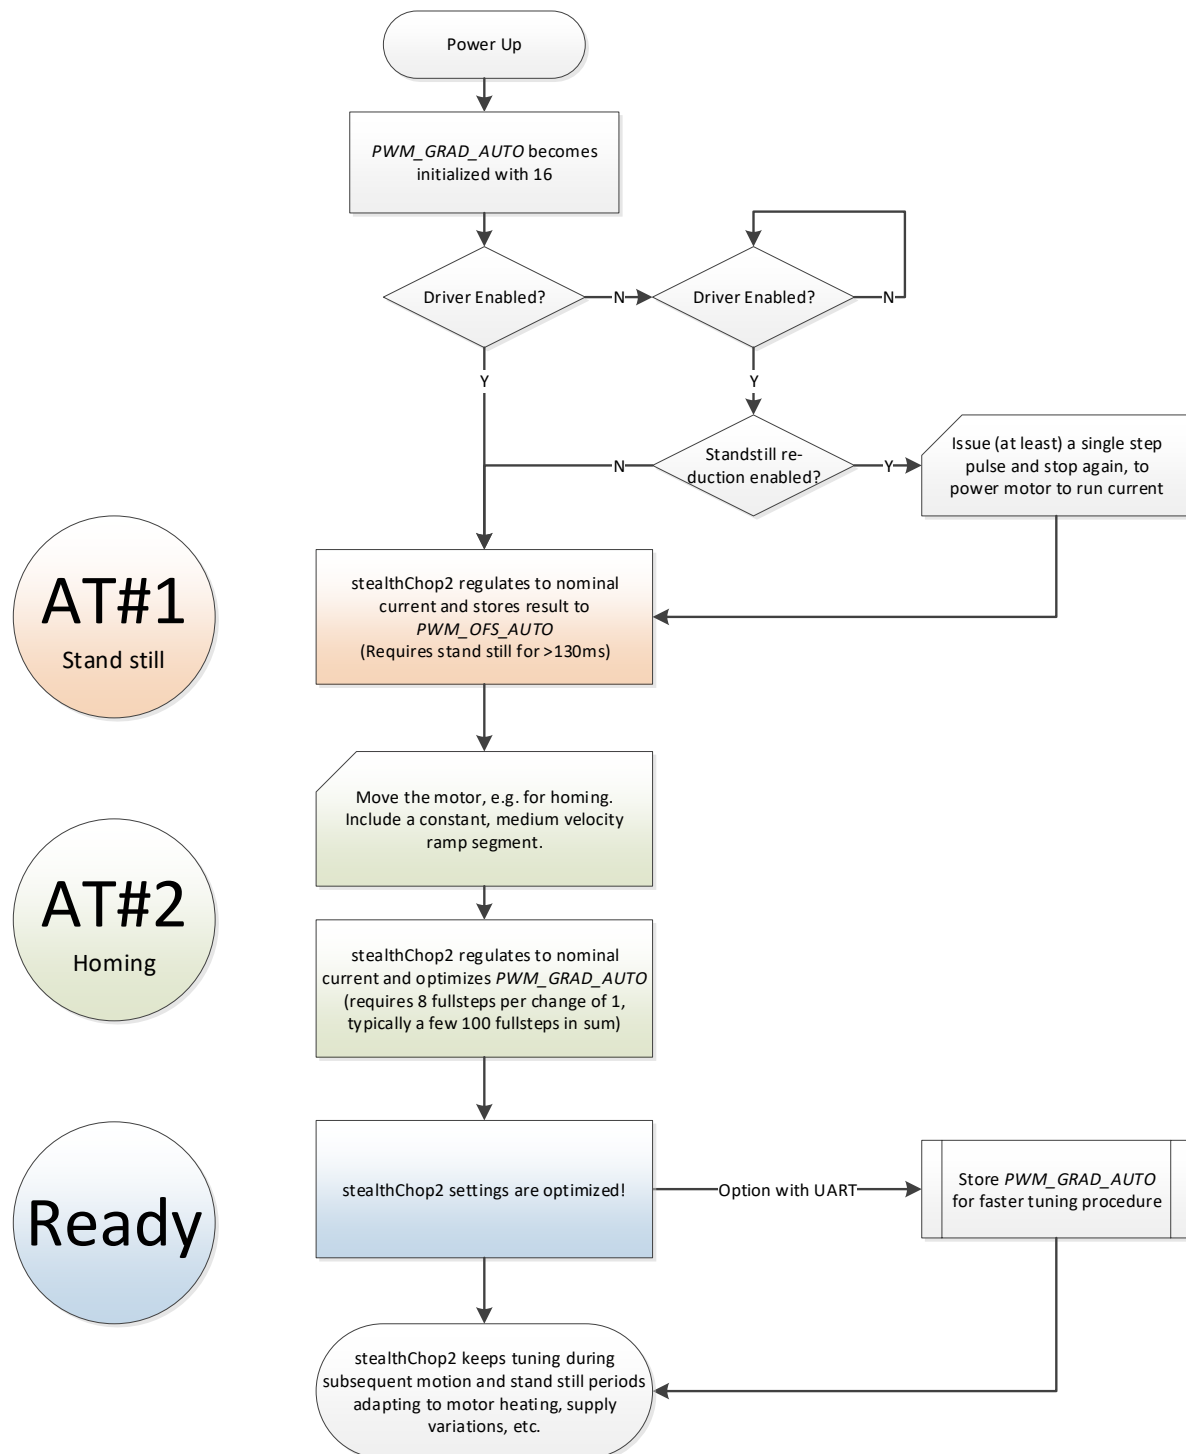 Power Up
PWM_GRAD_AUTO becomes
initialized with 16
Driver Enabled?
N
Driver Enabled?
N
Y
Y
Standstill re-
duction enabled?
N
Y
Issue (at least) a single step
pulse and stop again, to
power motor to run current
AT#1
Stand still
stealthChop2 regulates to nominal
current and stores result to
PWM_OFS_AUTO
(Requires stand still for >130ms)
Move the motor, e.g. for homing.
Include a constant, medium velocity
ramp segment.
AT#2
Homing
stealthChop2 regulates to nominal
current and optimizes PWM_GRAD_AUTO
(requires 8 fullsteps per change of 1,
typically a few 100 fullsteps in sum)
Ready
stealthChop2 settings are optimized!
Option with UART
Store PWM_GRAD_AUTO
for faster tuning procedure
stealthChop2 keeps tuning during
subsequent motion and stand still periods
adapting to motor heating, supply
variations, etc.